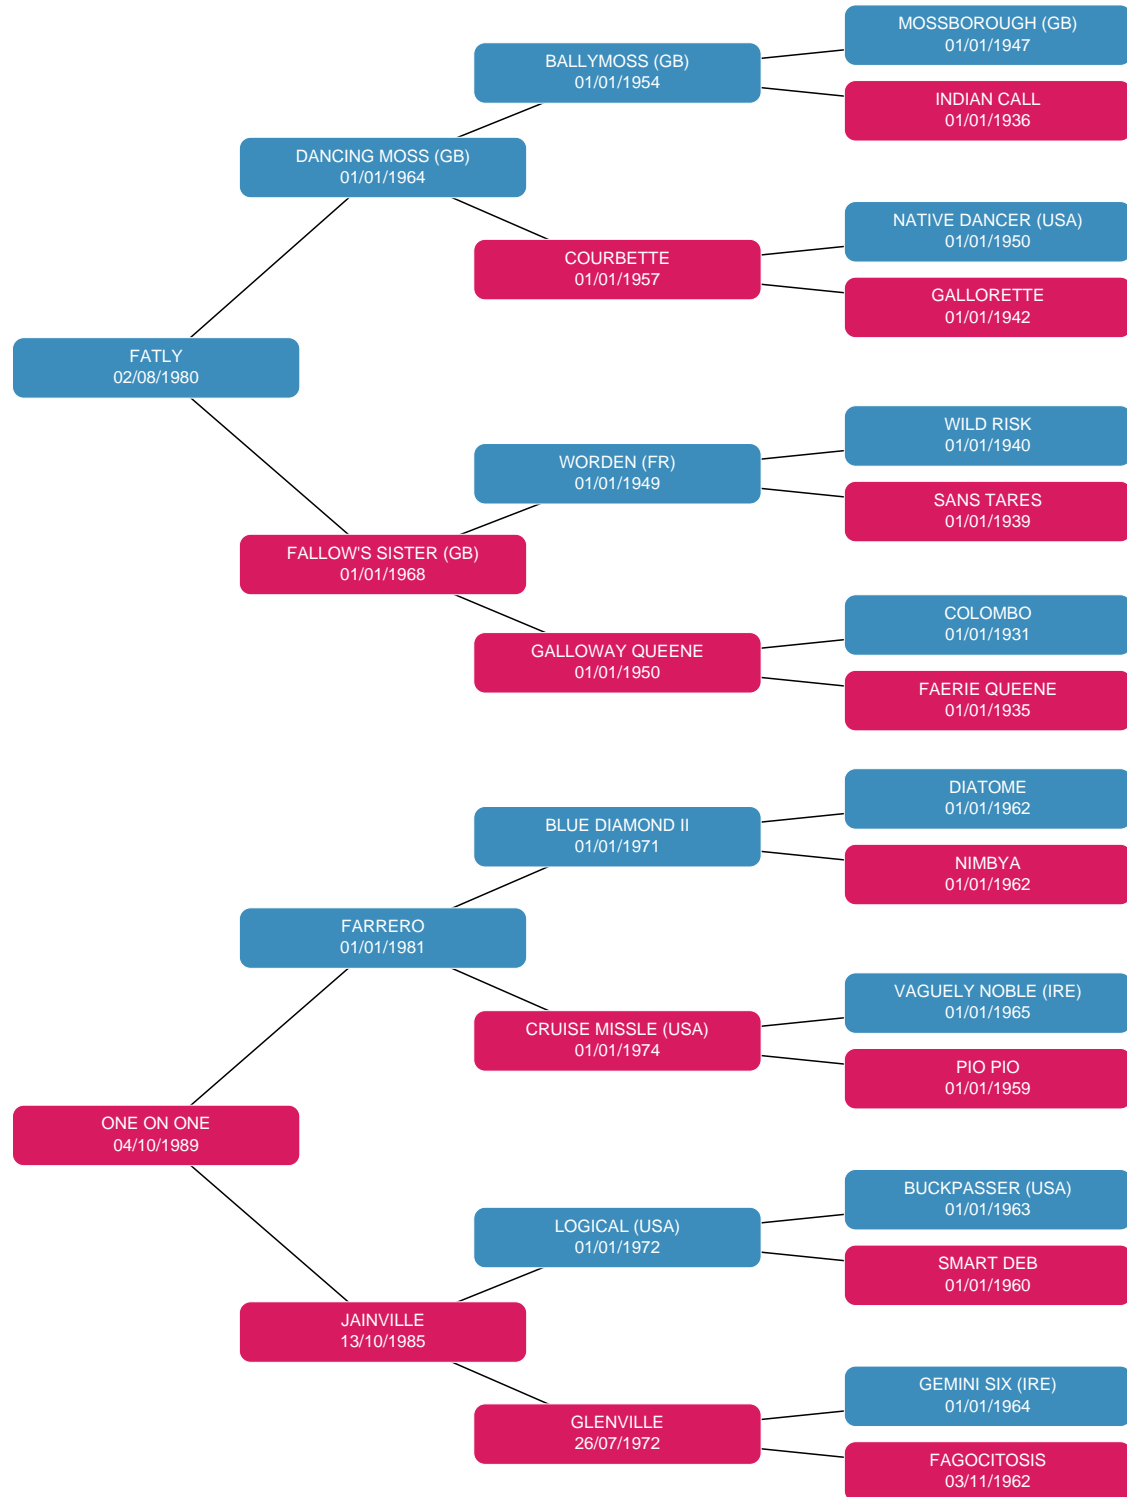 MOSSBOROUGH (GB)
01/01/1947
BALLYMOSS (GB)
01/01/1954
INDIAN CALL
01/01/1936
DANCING MOSS (GB)
01/01/1964
NATIVE DANCER (USA)
01/01/1950
COURBETTE
01/01/1957
GALLORETTE
01/01/1942
FATLY
02/08/1980
WILD RISK
01/01/1940
WORDEN (FR)
01/01/1949
SANS TARES
01/01/1939
FALLOW'S SISTER (GB)
01/01/1968
COLOMBO
01/01/1931
GALLOWAY QUEENE
01/01/1950
FAERIE QUEENE
01/01/1935
DIATOME
01/01/1962
BLUE DIAMOND II
01/01/1971
NIMBYA
01/01/1962
FARRERO
01/01/1981
VAGUELY NOBLE (IRE)
01/01/1965
CRUISE MISSLE (USA)
01/01/1974
PIO PIO
01/01/1959
ONE ON ONE
04/10/1989
BUCKPASSER (USA)
01/01/1963
LOGICAL (USA)
01/01/1972
SMART DEB
01/01/1960
JAINVILLE
13/10/1985
GEMINI SIX (IRE)
01/01/1964
GLENVILLE
26/07/1972
FAGOCITOSIS
03/11/1962